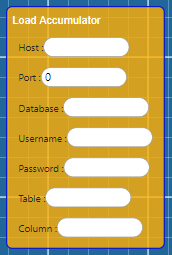 Load Accumulator
Host :
Port : 0
Database :
Username :
Password :
Table :
Column :